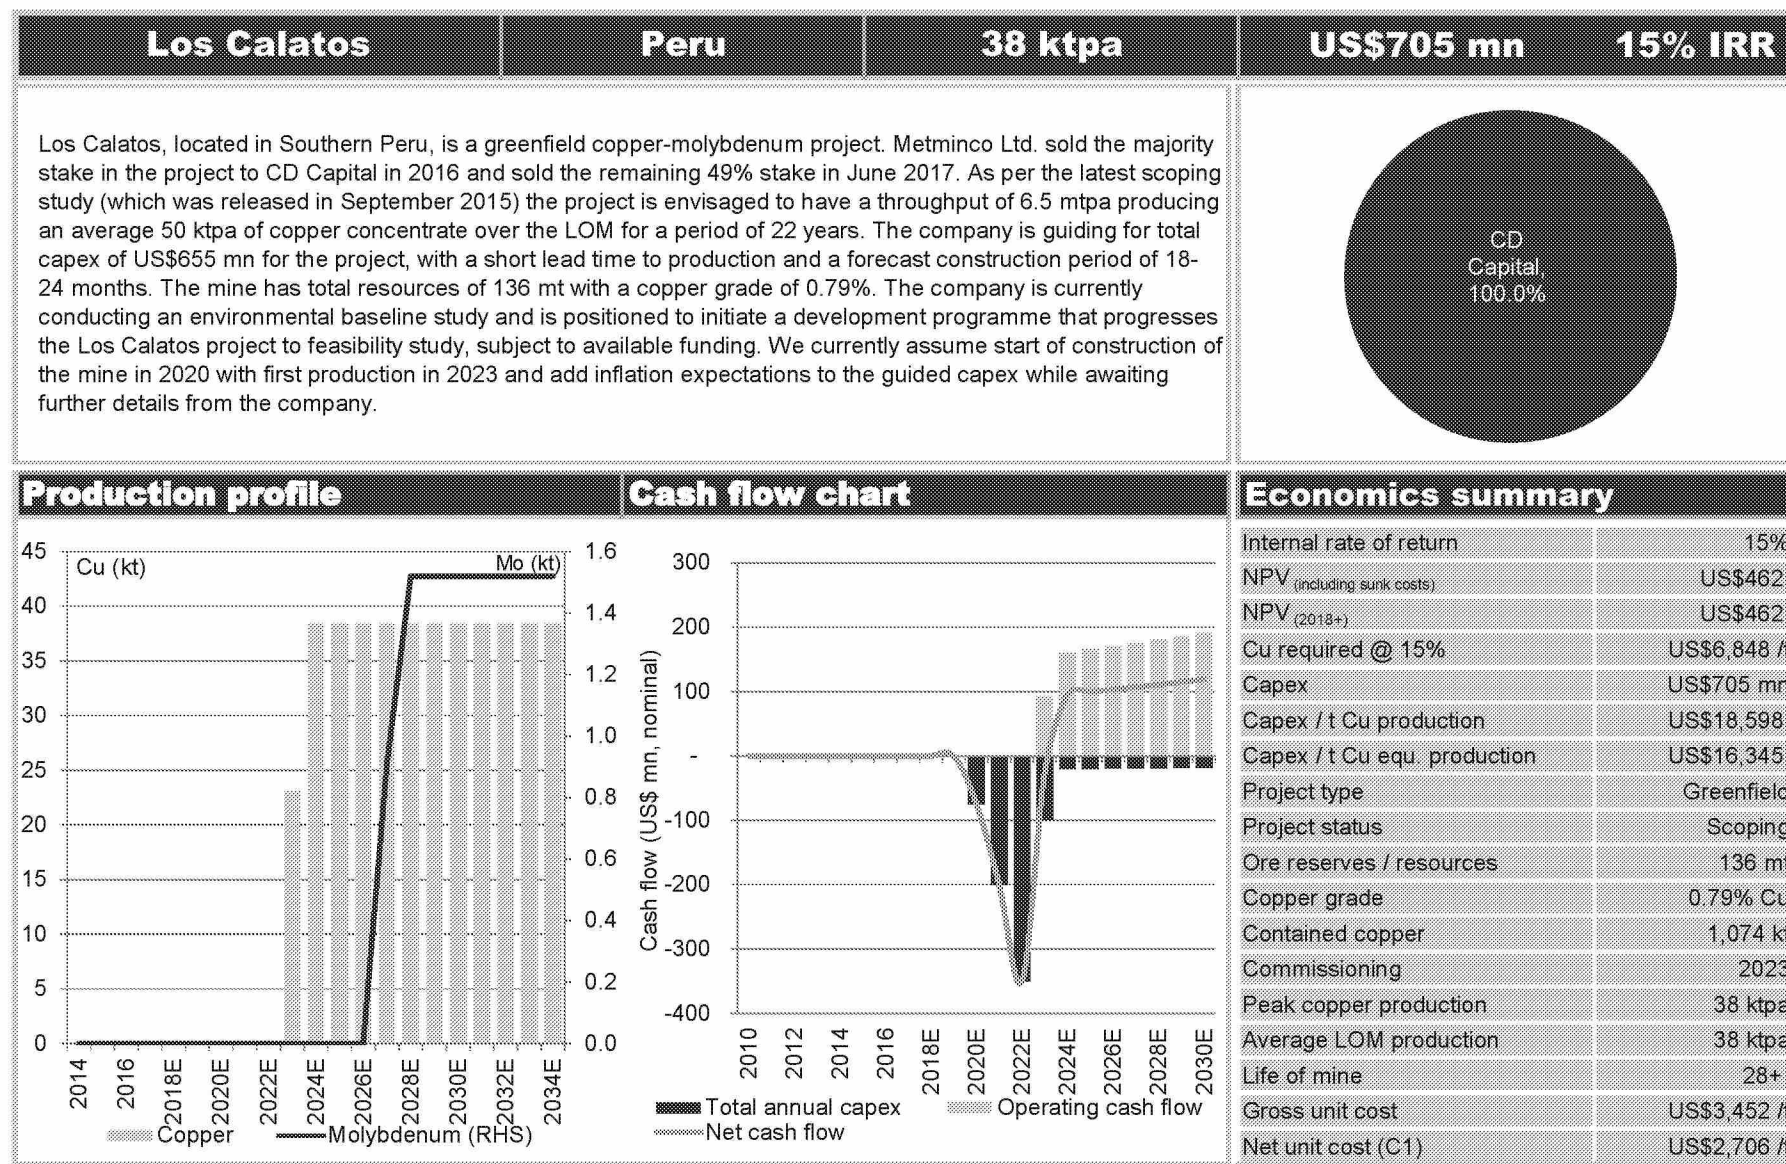 Los Calatos Peru 38 ktpa US$705 mn 15% IRR
Los Calatos, located in Southern Peru, is a greenfield copper-molybdenum project. Metminco Ltd. sold the majority
stake in the project to CD Capital in 2016 and sold the remaining 49% stake in June 2017. As per the latest scoping
study (which was released in September 2015) the project is envisaged to have a throughput of 6.5 mtpa producing
an average 50 ktpa of copper concentrate over the LOM for a period of 22 years. The company is guiding for total
capex of US$655 mn for the project, with a short lead time to production and a forecast construction period of 18-
24 months. The mine has total resources of 136 mt with a copper grade of 0.79%. The company is currently
conducting an environmental baseline study and is positioned to initiate a development programme that progresses
the Los Calatos project to feasibility study, subject to available funding. We currently assume start of construction of
the mine in 2020 with first production in 2023 and add inflation expectations to the guided capex while awaiting
further details from the company.
CD
Capital,
100.0%
Production profile
Cu (kt)
Mo (kt)
45
40
35
30
25
20
15
10
5
0
1.6
1.4
1.2
1.0
0.8
0.6
0.4
0.2
0.0
2014
2016
2018E
2020E
2022E
2024E
2026E
2028E
2030E
2032E
2034E
Copper
Molybdenum (RHS)
Cash flow chart
Cash flow (US$ mn, nominal)
300
200
100
-
-100
-200
-300
-400
2010
2012
2014
2016
2018E
2020E
2022E
2024E
2026E
2028E
2030E
Total annual capex
Operating cash flow
Net cash flow
Economics summary
Internal rate of return 15%
NPV (including sunk costs) US$462
NPV (2018+) US$462
Cu required @ 15% US$6,848 /t
Capex US$705 mn
Capex / t Cu production US$18,598
Capex / t Cu equ. production US$16,345
Project type Greenfield
Project status Scoping
Ore reserves / resources 136 mt
Copper grade 0.79% Cu
Contained copper 1,074 kt
Commissioning 2023
Peak copper production 38 ktpa
Average LOM production 38 ktpa
Life of mine 28+
Gross unit cost US$3,452 /t
Net unit cost (C1) US$2,706 /t